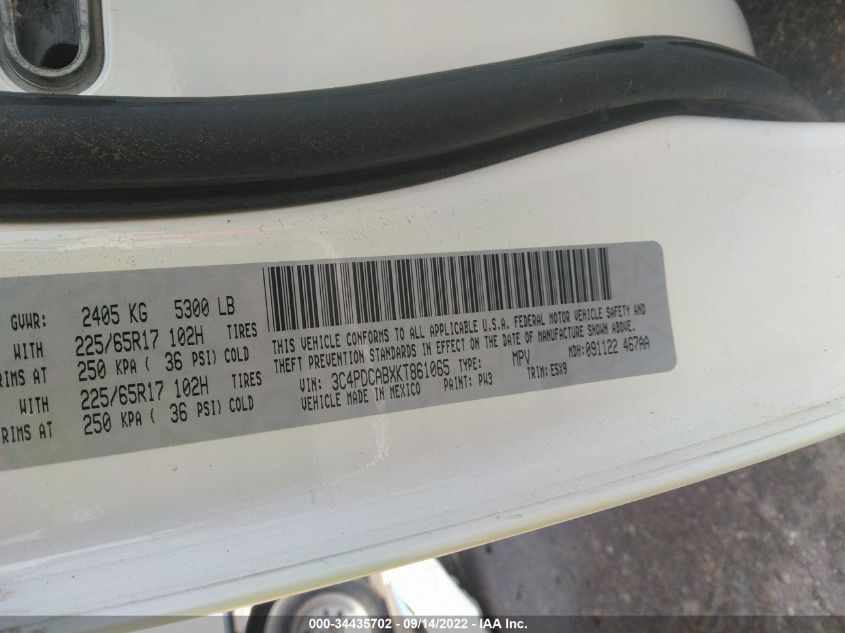 GVWR: 2405 KG 5300 LB
WITH 225/65R17 102H TIRES
RIMS AT 250 KPA ( 36 PSI) COLD
WITH 225/65R17 102H TIRES
RIMS AT 250 KPA ( 36 PSI) COLD
THIS VEHICLE CONFORMS TO ALL APPLICABLE U.S.A. FEDERAL MOTOR VEHICLE SAFETY AND
THEFT PREVENTION STANDARDS IN EFFECT ON THE DATE OF MANUFACTURE SHOWN ABOVE.
VIN: 3C4PDCABXKT861065 TYPE: MPV MDH: 091122 467AA
VEHICLE MADE IN MEXICO PAINT: PW3 TRIM: E5X9
000-34435702 - 09/14/2022 - IAA Inc.